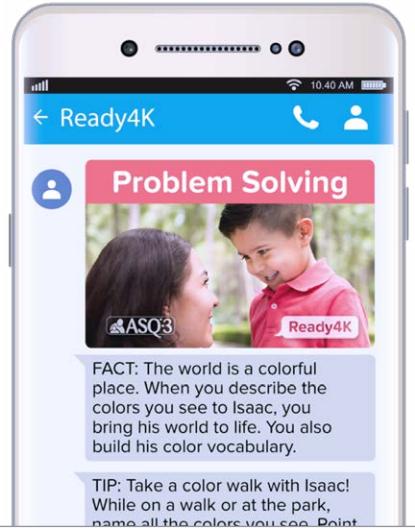 10.40 AM
← Ready4K
Problem Solving
ASQ:3
Ready4K
FACT: The world is a colorful
place. When you describe the
colors you see to Isaac, you
bring his world to life. You also
build his color vocabulary.
TIP: Take a color walk with Isaac!
While on a walk or at the park,
name all the colors you see. Point